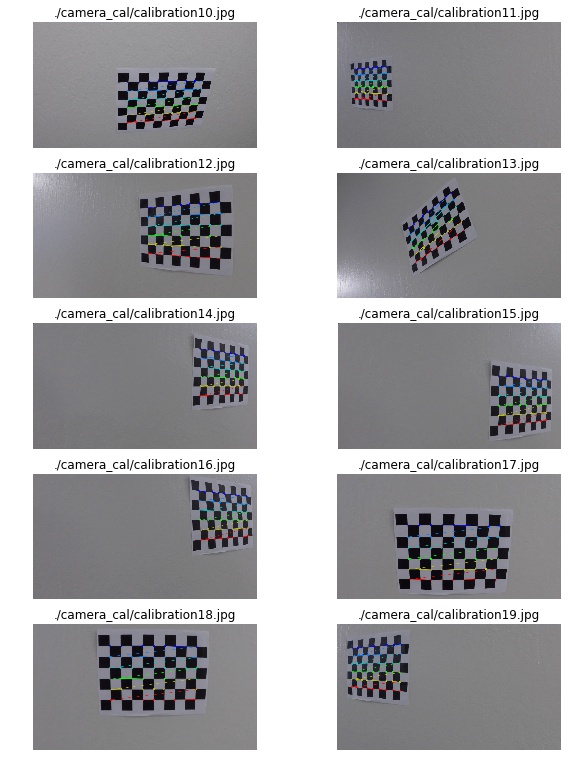 ./camera_cal/calibration10.jpg
./camera_cal/calibration11.jpg
./camera_cal/calibration12.jpg
./camera_cal/calibration13.jpg
./camera_cal/calibration14.jpg
./camera_cal/calibration15.jpg
./camera_cal/calibration16.jpg
./camera_cal/calibration17.jpg
./camera_cal/calibration18.jpg
./camera_cal/calibration19.jpg